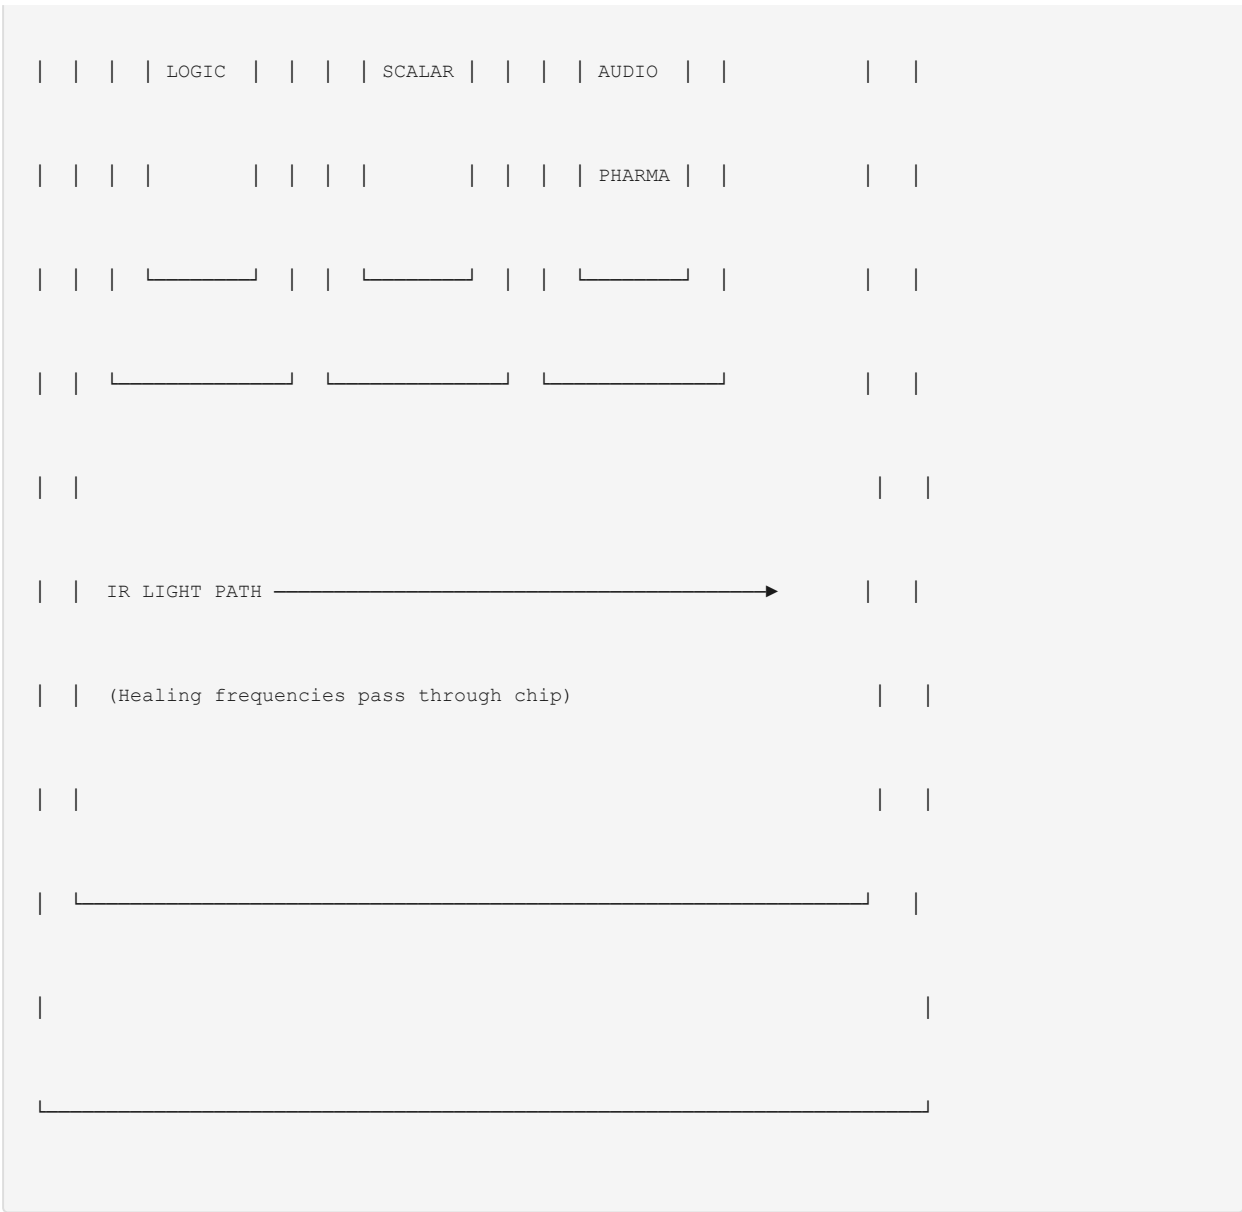 LOGIC SCALAR AUDIO
PHARMA
IR LIGHT PATH
(Healing frequencies pass through chip)